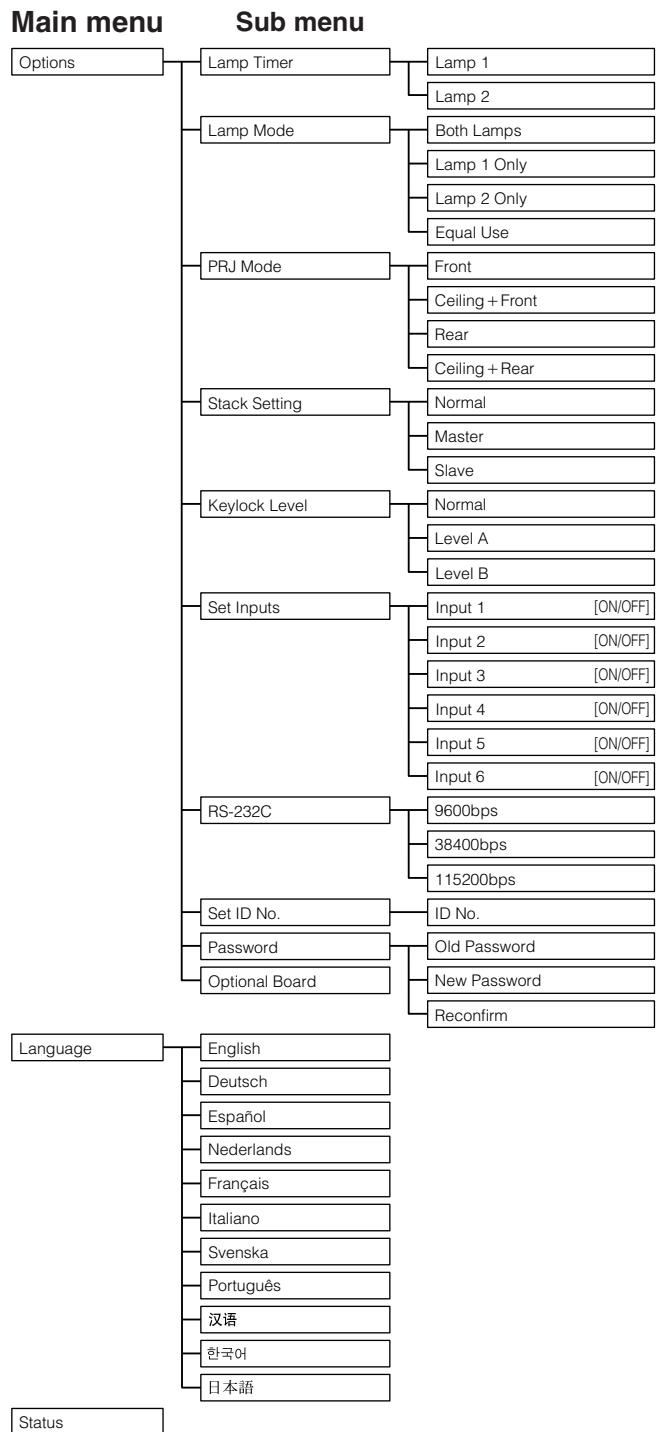 Main menu Sub menu
Options Lamp Timer Lamp 1
Lamp 2
Lamp Mode Both Lamps
Lamp 1 Only
Lamp 2 Only
Equal Use
PRJ Mode Front
Ceiling+Front
Rear
Ceiling+Rear
Stack Setting Normal
Master
Slave
Keylock Level Normal
Level A
Level B
Set Inputs Input 1 [ON/OFF]
Input 2 [ON/OFF]
Input 3 [ON/OFF]
Input 4 [ON/OFF]
Input 5 [ON/OFF]
Input 6 [ON/OFF]
RS-232C 9600bps
38400bps
115200bps
Set ID No. ID No.
Password Old Password
Optional Board New Password
Reconfirm
Language English
Deutsch
Español
Nederlands
Français
Italiano
Svenska
Português
汉语
한국어
日本語
Status